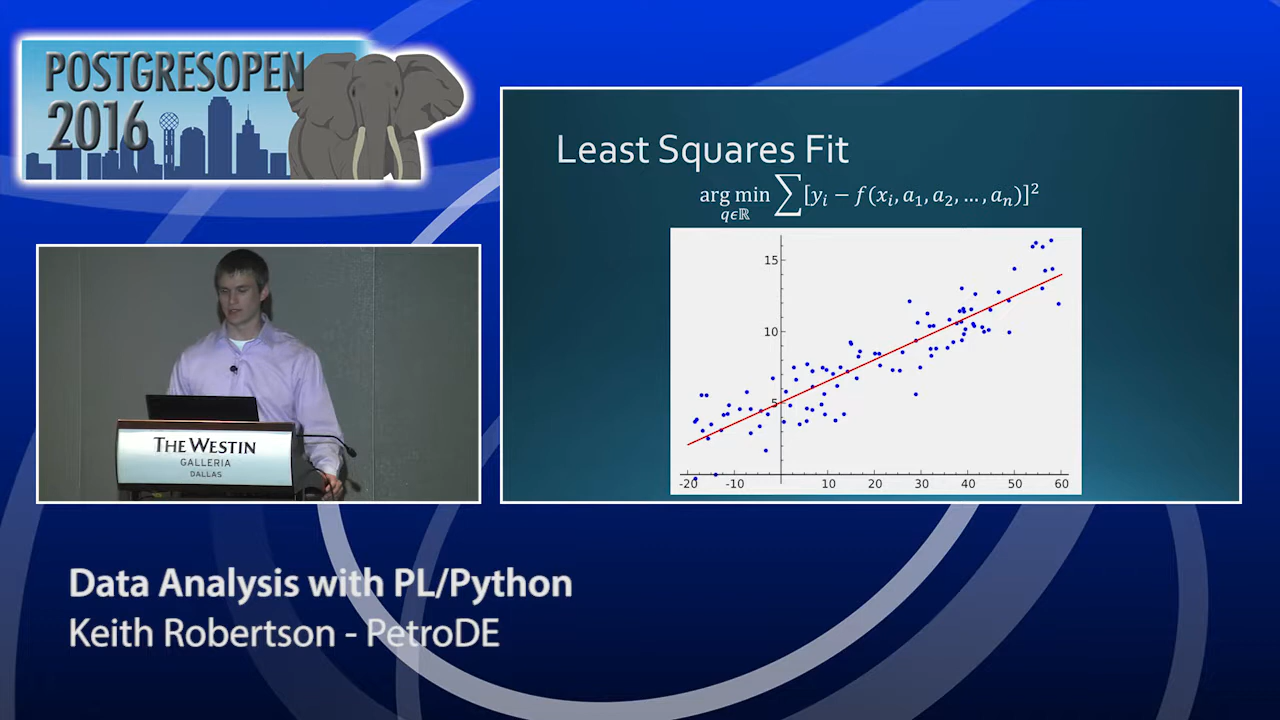 POSTGRESOPEN
2016
Least Squares Fit
arg min ∑[yᵢ − f(xᵢ, a₁, a₂, …, aₙ)]²
qϵℝ
15
10
5
-20 -10 10 20 30 40 50 60
THE WESTIN
GALLERIA
DALLAS
Data Analysis with PL/Python
Keith Robertson - PetroDE